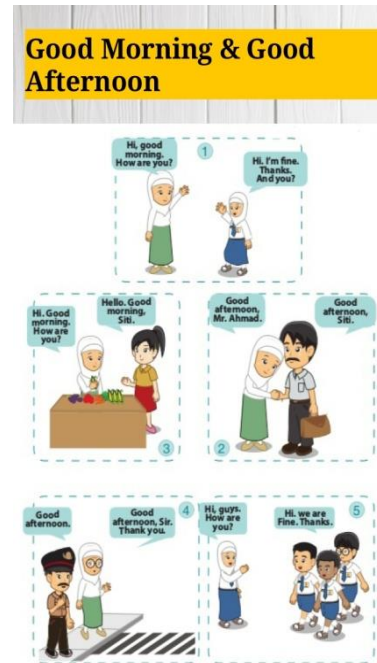 Good Morning & Good
Afternoon
1
Hi, good
morning.
How are you?
Hi. I'm fine.
Thanks.
And you?
Hi. Good
morning.
How are
you?
Hello. Good
morning,
Siti.
3
Good
afternoon,
Mr. Ahmad.
Good
afternoon,
Siti.
2
Good
afternoon.
Good
afternoon, Sir.
Thank you.
4
Hi, guys.
How are
you?
Hi. we are
Fine. Thanks.
5